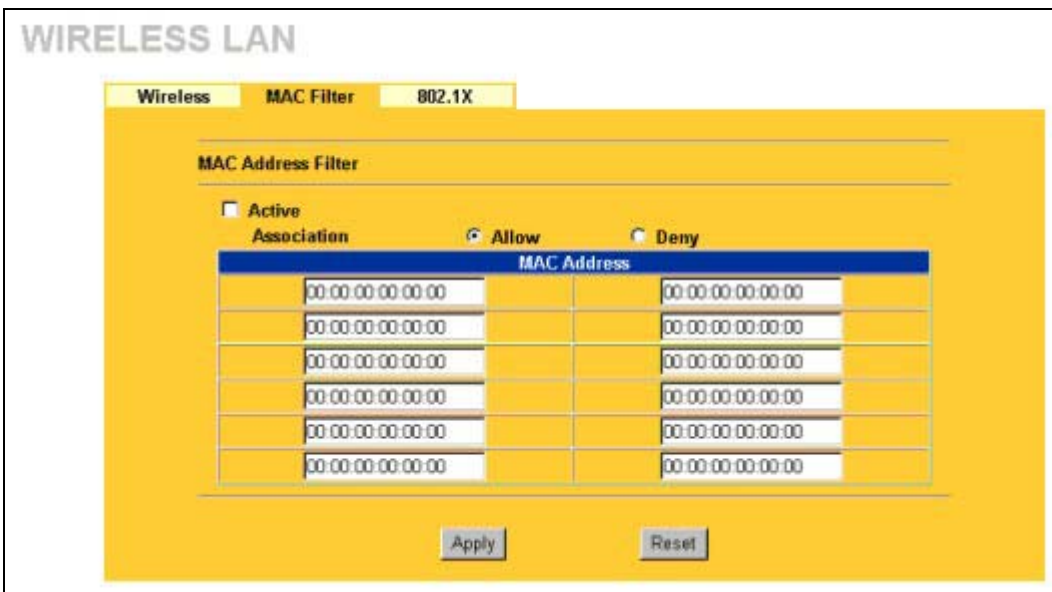 WIRELESS LAN
Wireless MAC Filter 802.1X
MAC Address Filter
Active
Association Allow Deny
MAC Address
00:00:00:00:00:00 00:00:00:00:00:00
00:00:00:00:00:00 00:00:00:00:00:00
00:00:00:00:00:00 00:00:00:00:00:00
00:00:00:00:00:00 00:00:00:00:00:00
00:00:00:00:00:00 00:00:00:00:00:00
00:00:00:00:00:00 00:00:00:00:00:00
Apply Reset